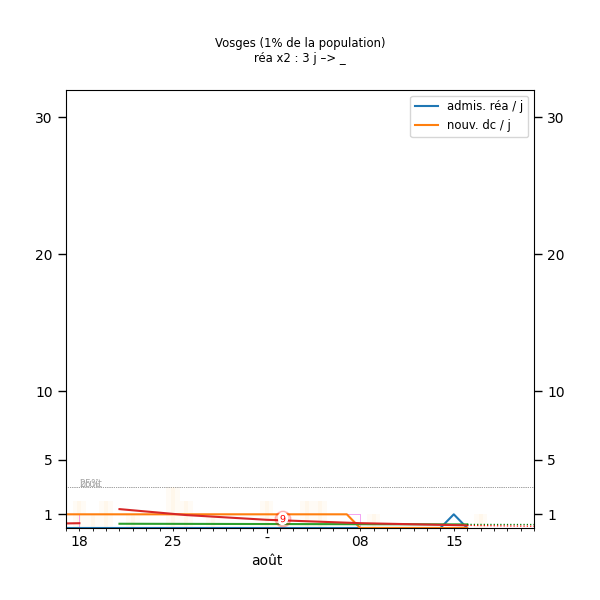 Vosges (1% de la population)
réa x2 : 3 j –> _
admis. réa / j
nouv. dc / j
30 30
20 20
10 10
5 5
1 1
9
18 25 - 08 15
août